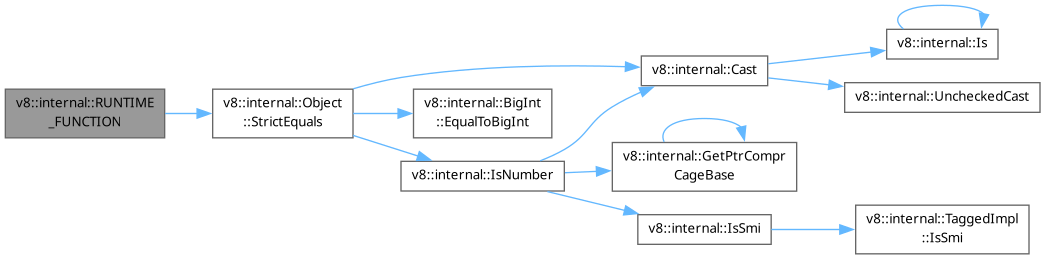 v8::internal::RUNTIME
_FUNCTION
v8::internal::Object
::StrictEquals
v8::internal::BigInt
::EqualToBigInt
v8::internal::IsNumber
v8::internal::Cast
v8::internal::GetPtrCompr
CageBase
v8::internal::IsSmi
v8::internal::Is
v8::internal::UncheckedCast
v8::internal::TaggedImpl
::IsSmi